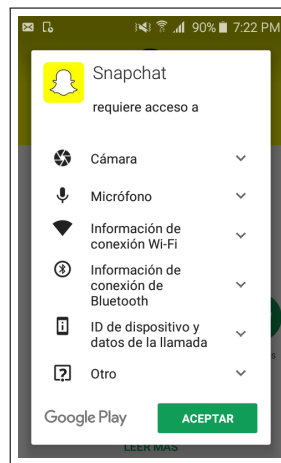 90% 7:22 PM
Snapchat
requiere acceso a
Cámara
Micrófono
Información de
conexión Wi-Fi
Información de
conexión de
Bluetooth
ID de dispositivo y
datos de la llamada
Otro
Google Play
ACEPTAR
LEER MÁS